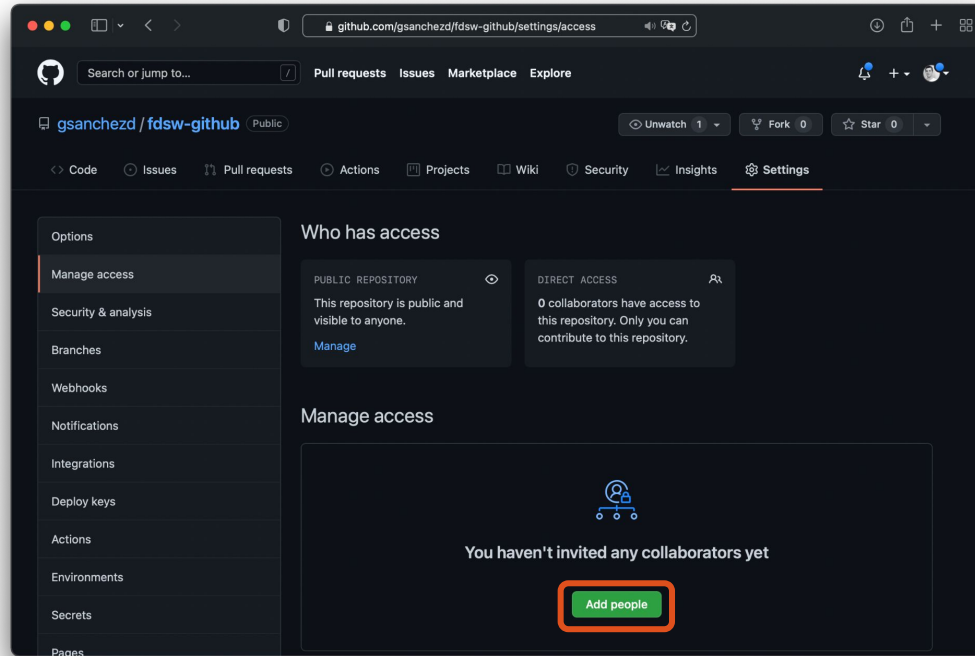 github.com/gsanchezd/fdsw-github/settings/access
Search or jump to... /
Pull requests Issues Marketplace Explore
gsanchezd / fdsw-github Public
Unwatch 1 Fork 0 Star 0
Code Issues Pull requests Actions Projects Wiki Security Insights Settings
Options
Manage access
Security & analysis
Branches
Webhooks
Notifications
Integrations
Deploy keys
Actions
Environments
Secrets
Pages
Who has access
PUBLIC REPOSITORY
This repository is public and
visible to anyone.
Manage
DIRECT ACCESS
0 collaborators have access to
this repository. Only you can
contribute to this repository.
Manage access
You haven't invited any collaborators yet
Add people